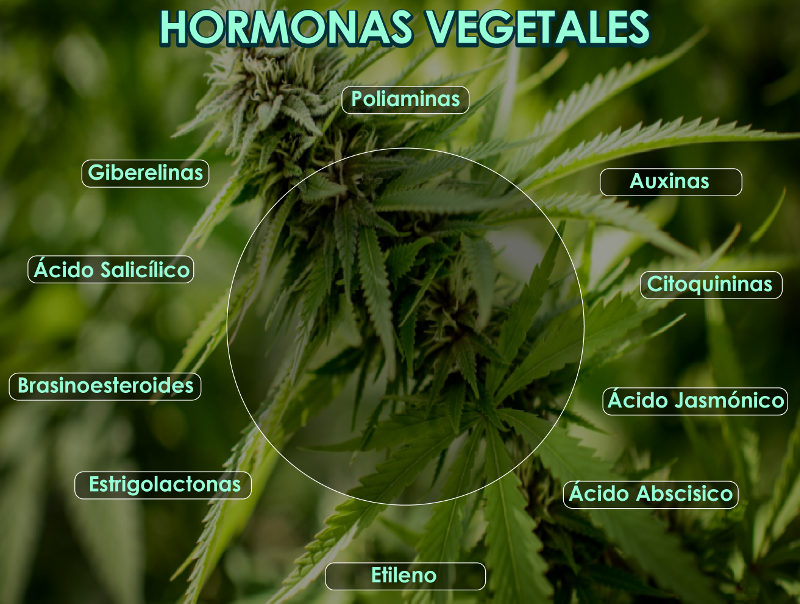 HORMONAS VEGETALES
Poliaminas
Giberelinas
Auxinas
Ácido Salicílico
Citoquininas
Brasinoesteroides
Ácido Jasmónico
Estrigolactonas
Ácido Abscisico
Etileno